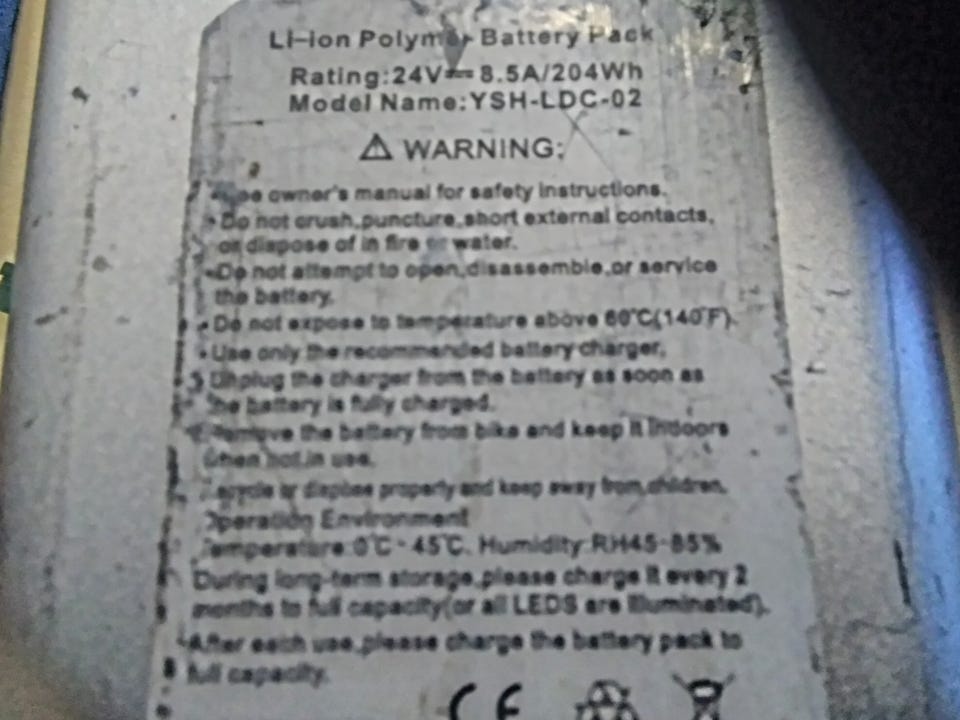 Li-ion Polymer Battery Pack
Rating:24V⎓8.5A/204Wh
Model Name:YSH-LDC-02
⚠ WARNING:
owner's manual for safety instructions.
•Do not crush,puncture,short external contacts,
or dispose of in fire or water.
•Do not attempt to open,disassemble,or service
the battery.
•Do not expose to temperature above 60℃(140℉).
•Use only the recommended battery charger.
Unplug the charger from the battery as soon as
the battery is fully charged.
Remove the battery from bike and keep it indoors
when not in use.
Recycle or dispose properly and keep away from children.
Operation Environment
Temperature:0℃-45℃. Humidity:RH45-85%
During long-term storage,please charge it every 2
months to full capacity(or all LEDS are illuminated).
After each use,please charge the battery pack to
full capacity.
CE